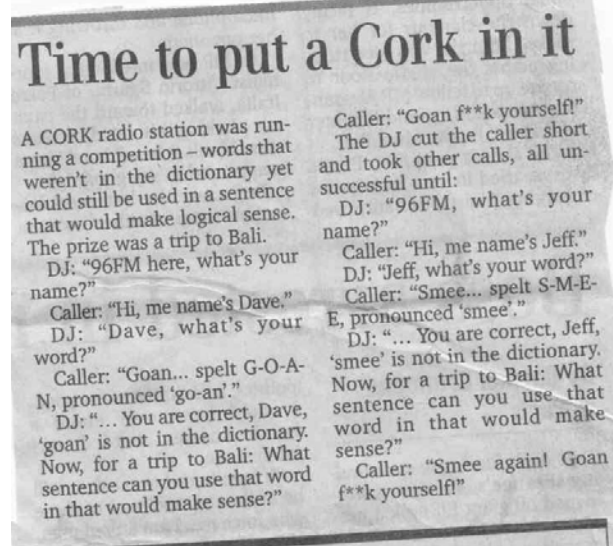 Time to put a Cork in it
A CORK radio station was run-
ning a competition – words that
weren't in the dictionary yet
could still be used in a sentence
that would make logical sense.
The prize was a trip to Bali.
DJ: “96FM here, what's your
name?”
Caller: “Hi, me name's Dave.”
DJ: “Dave, what's your
word?”
Caller: “Goan... spelt G-O-A-
N, pronounced ‘go-an’.”
DJ: “... You are correct, Dave,
‘goan’ is not in the dictionary.
Now, for a trip to Bali: What
sentence can you use that word
in that would make sense?”
Caller: “Goan f**k yourself!”
The DJ cut the caller short
and took other calls, all un-
successful until:
DJ: “96FM, what's your
name?”
Caller: “Hi, me name's Jeff.”
DJ: “Jeff, what's your word?”
Caller: “Smee... spelt S-M-E-
E, pronounced ‘smee’.”
DJ: “... You are correct, Jeff,
‘smee’ is not in the dictionary.
Now, for a trip to Bali: What
sentence can you use that
word in that would make
sense?”
Caller: “Smee again! Goan
f**k yourself!”